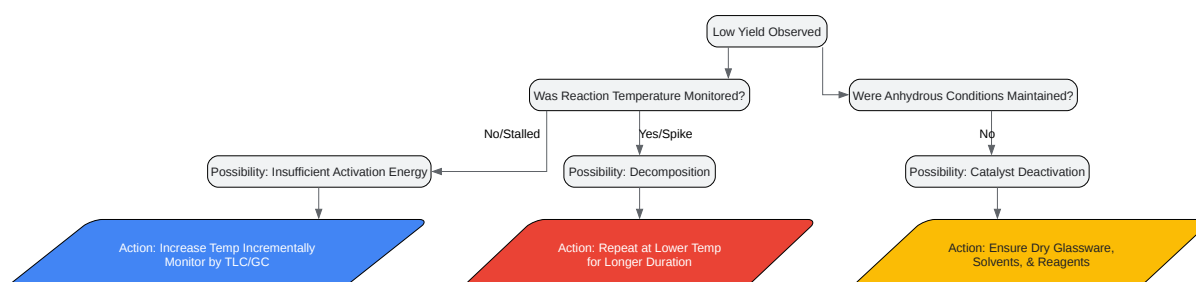 Low Yield Observed
Was Reaction Temperature Monitored?
Were Anhydrous Conditions Maintained?
No/Stalled
Yes/Spike
No
Possibility: Insufficient Activation Energy
Possibility: Decomposition
Possibility: Catalyst Deactivation
Action: Increase Temp Incrementally
Monitor by TLC/GC
Action: Repeat at Lower Temp
for Longer Duration
Action: Ensure Dry Glassware,
Solvents, & Reagents